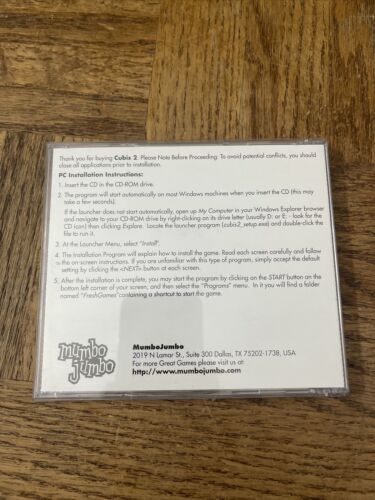 Thank you for buying Cubis 2. Please Note Before Proceeding: To avoid potential conflicts, you should
close all applications prior to installation.
PC Installation Instructions:
1. Insert the CD in the CD-ROM drive.
2. The program will start automatically on most Windows machines when you insert the CD (this may
take a few seconds).
If the launcher does not start automatically, open up My Computer in your Windows Explorer browser
and navigate to your CD-ROM drive by right-clicking on its drive letter (usually D: or E: - look for the
CD icon) then clicking Explore. Locate the launcher program (cubis2_setup.exe) and double-click the
file to run it.
3. At the Launcher Menu, select "Install".
4. The Installation Program will explain how to install the game. Read each screen carefully and follow
the on-screen instructions. If you are unfamiliar with this type of program, simply accept the default
setting by clicking the <NEXT> button at each screen.
5. After the installation is complete, you may start the program by clicking on the START button on the
bottom left corner of your screen, and then select the "Programs" menu. In it you will find a folder
named "FreshGames" containing a shortcut to start the game.
mumbo
jumbo
MumboJumbo
2019 N Lamar St., Suite 300 Dallas, TX 75202-1738, USA
For more Great Games please visit us at:
http://www.mumbojumbo.com